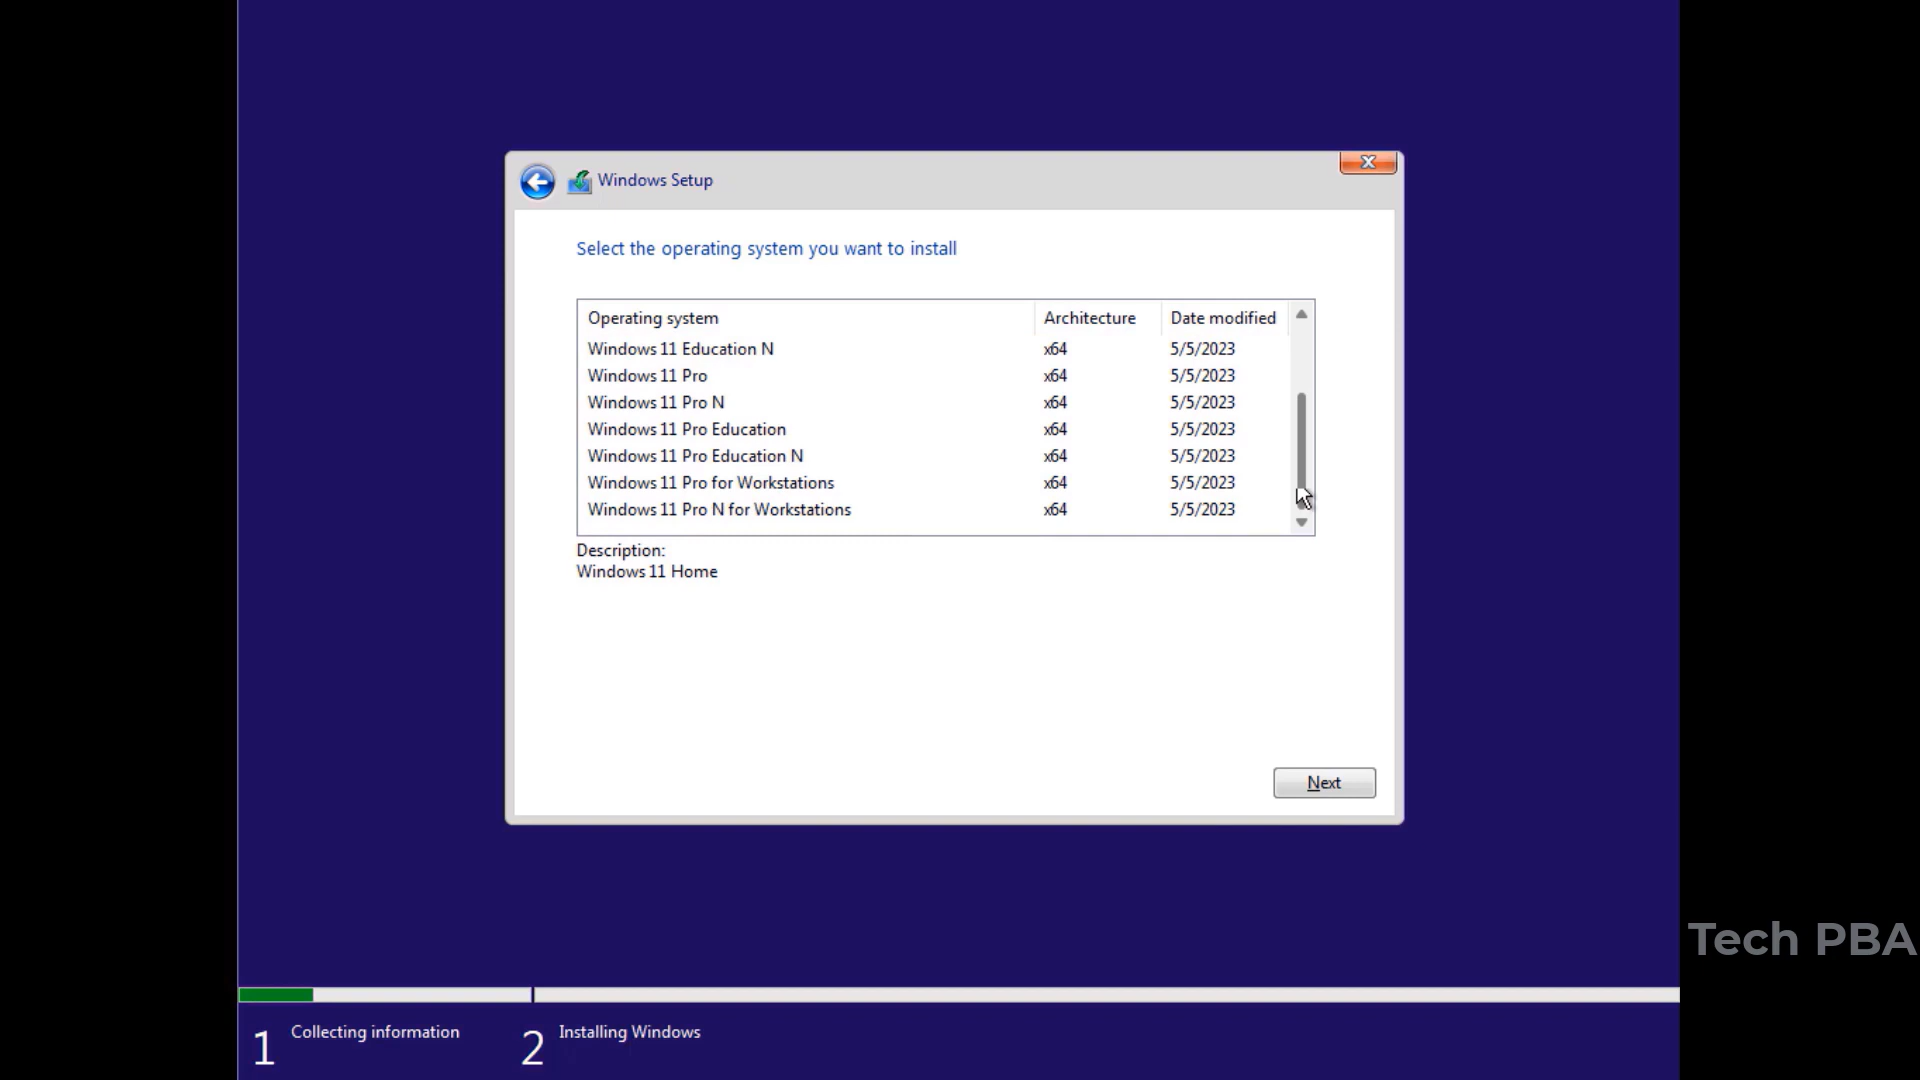 Windows Setup
Select the operating system you want to install
Operating system Architecture Date modified
Windows 11 Education N x64 5/5/2023
Windows 11 Pro x64 5/5/2023
Windows 11 Pro N x64 5/5/2023
Windows 11 Pro Education x64 5/5/2023
Windows 11 Pro Education N x64 5/5/2023
Windows 11 Pro for Workstations x64 5/5/2023
Windows 11 Pro N for Workstations x64 5/5/2023
Description:
Windows 11 Home
Next
Tech PBA
1 Collecting information 2 Installing Windows